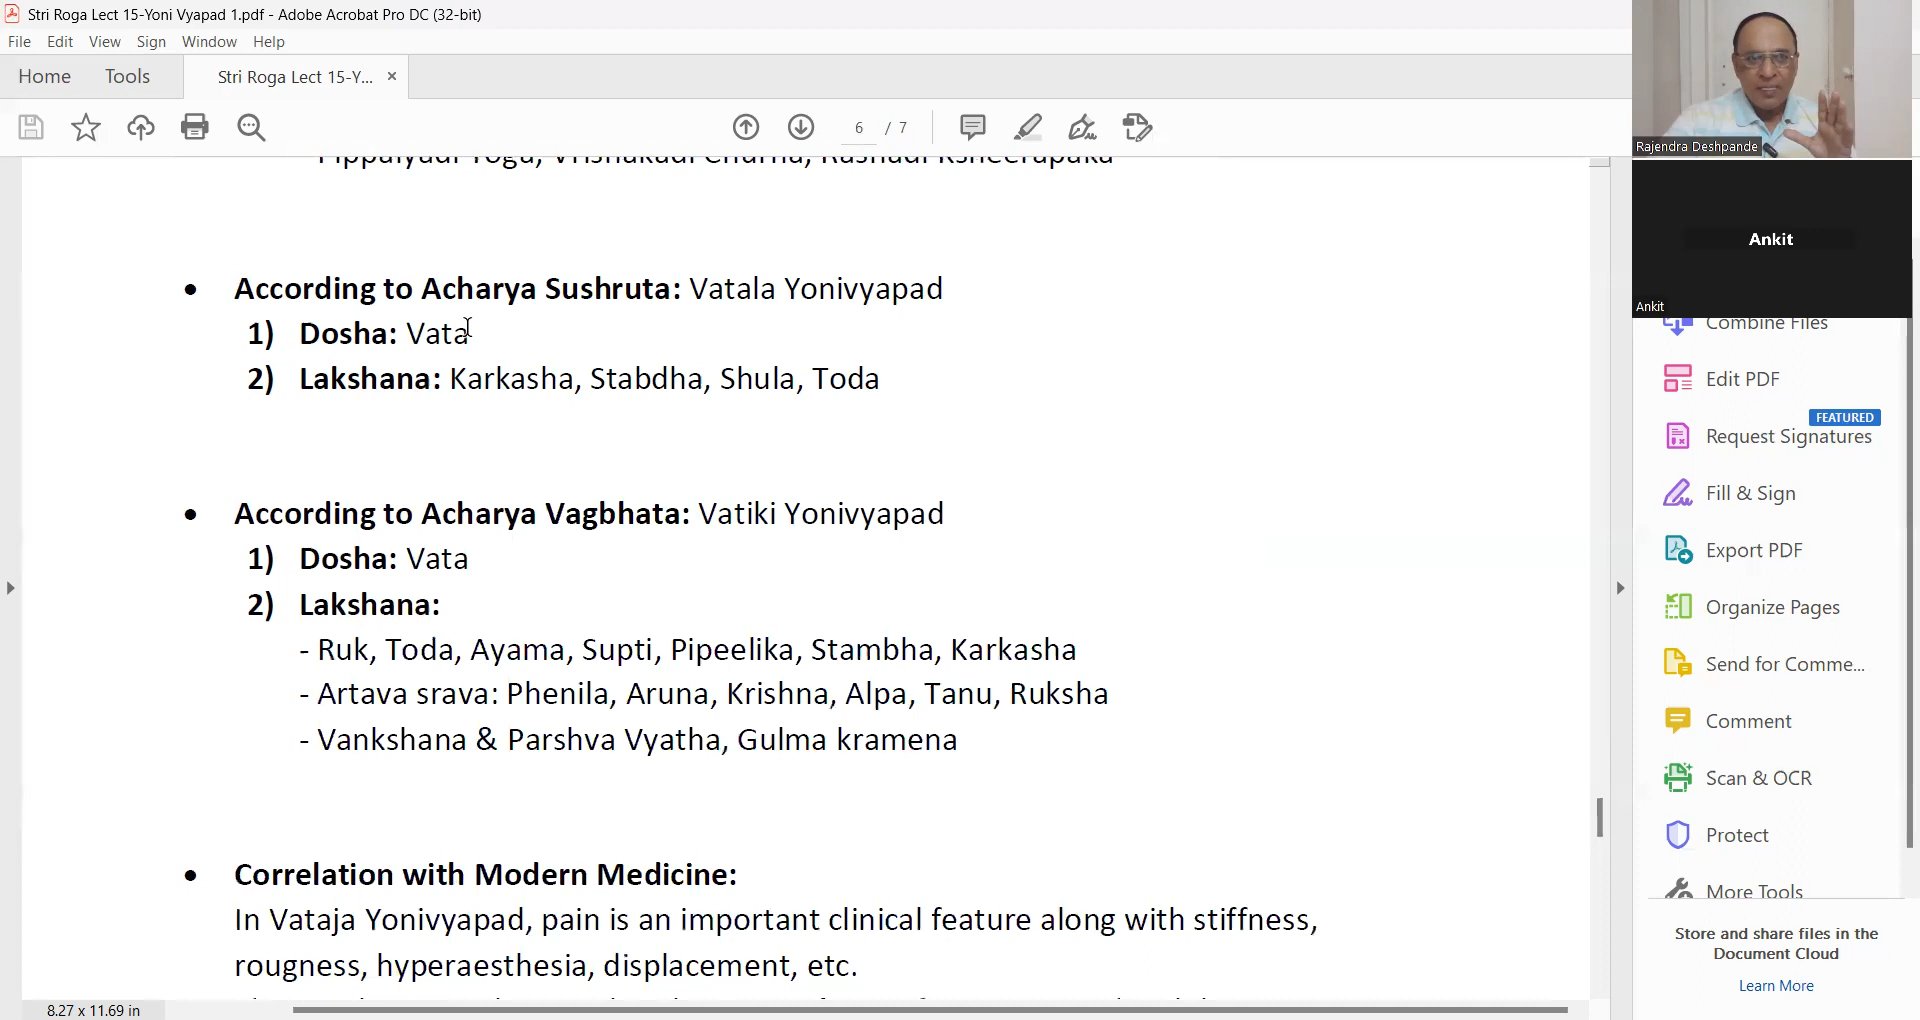 Stri Roga Lect 15-Yoni Vyapad 1.pdf - Adobe Acrobat Pro DC (32-bit)
File Edit View Sign Window Help
Home Tools Stri Roga Lect 15-Y... ×
6 / 7
Rajendra Deshpande
Ankit
Ankit
• According to Acharya Sushruta: Vatala Yonivyapad
1) Dosha: Vata
2) Lakshana: Karkasha, Stabdha, Shula, Toda
• According to Acharya Vagbhata: Vatiki Yonivyapad
1) Dosha: Vata
2) Lakshana:
- Ruk, Toda, Ayama, Supti, Pipeelika, Stambha, Karkasha
- Artava srava: Phenila, Aruna, Krishna, Alpa, Tanu, Ruksha
- Vankshana & Parshva Vyatha, Gulma kramena
• Correlation with Modern Medicine:
In Vataja Yonivyapad, pain is an important clinical feature along with stiffness,
rougness, hyperaesthesia, displacement, etc.
8.27 x 11.69 in
Combine Files
Edit PDF
FEATURED
Request Signatures
Fill & Sign
Export PDF
Organize Pages
Send for Comme...
Comment
Scan & OCR
Protect
More Tools
Store and share files in the
Document Cloud
Learn More